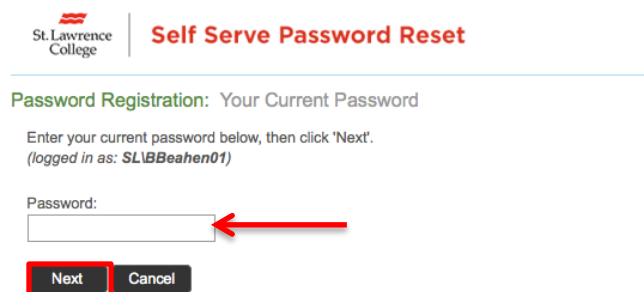 St. Lawrence
College
Self Serve Password Reset
Password Registration: Your Current Password
Enter your current password below, then click 'Next'.
(logged in as: SL\BBeahen01)
Password:
Next Cancel